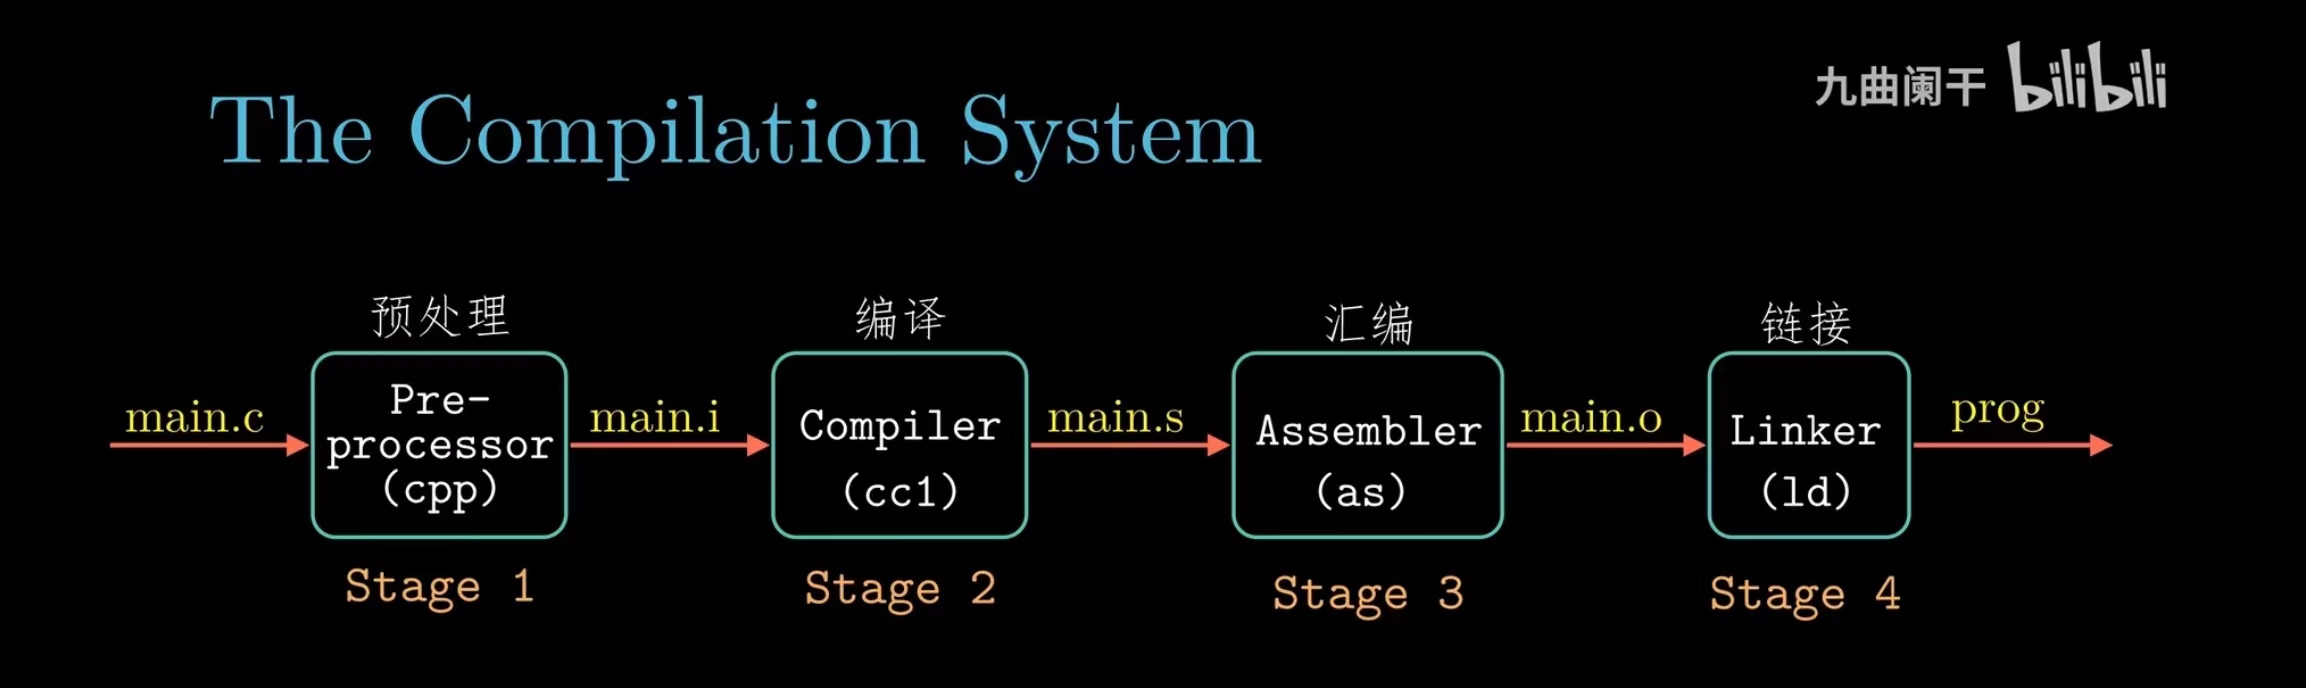 The Compilation System
九曲阑干 bilibili
预处理
编译
汇编
链接
main.c
Pre-
processor
(cpp)
main.i
Compiler
(cc1)
main.s
Assembler
(as)
main.o
Linker
(ld)
prog
Stage 1
Stage 2
Stage 3
Stage 4